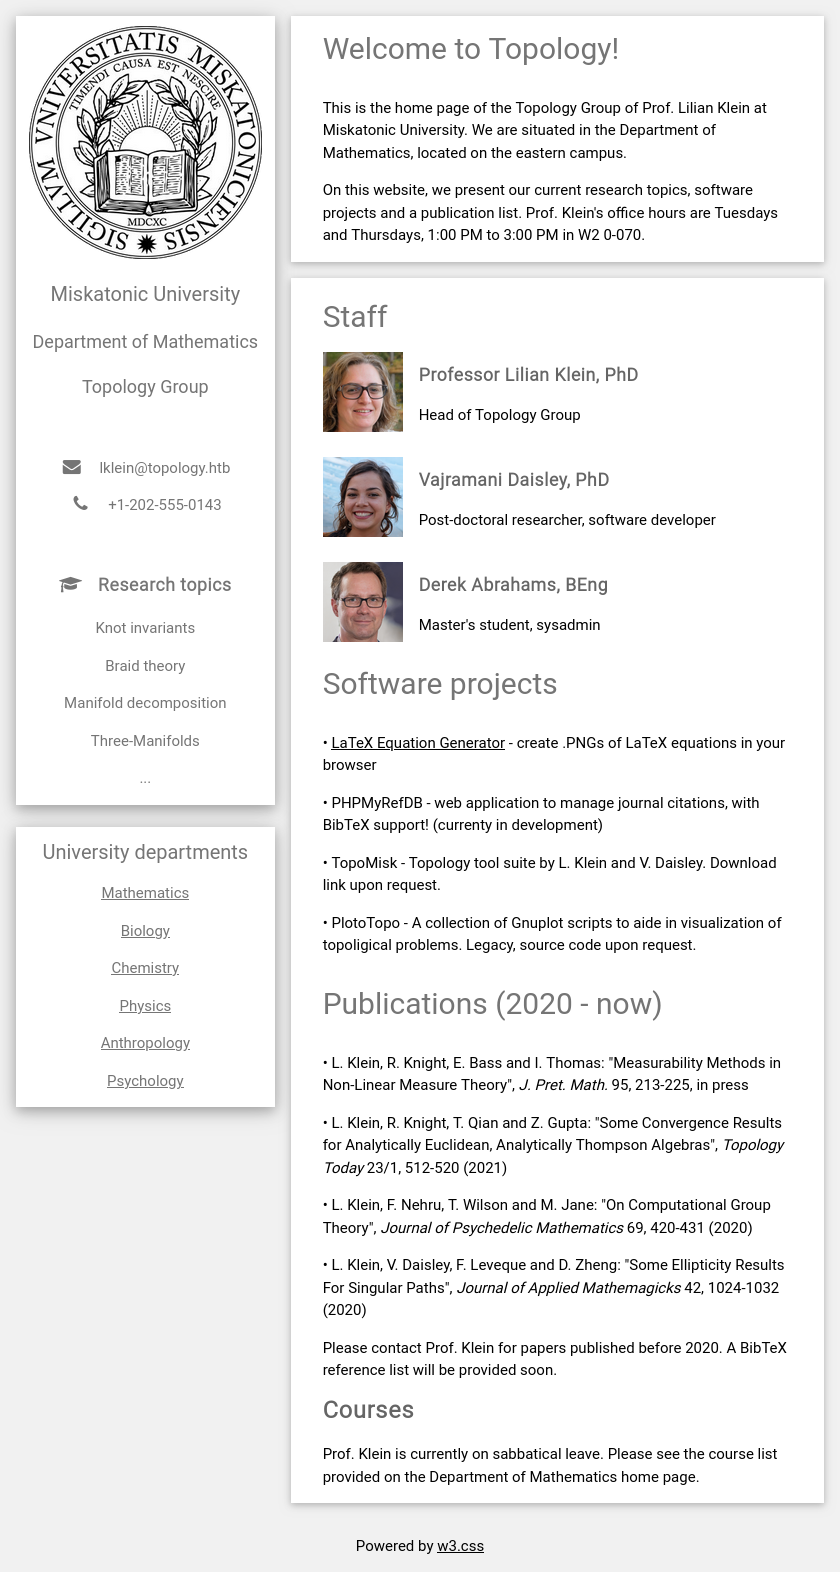 SIGILLVM VNIVERSITATIS MISKATONICIENSIS
TIMENDI CAUSA EST NESCIRE
MDCXC
Miskatonic University
Department of Mathematics
Topology Group
lklein@topology.htb
+1-202-555-0143
Research topics
Knot invariants
Braid theory
Manifold decomposition
Three-Manifolds
...
University departments
Mathematics
Biology
Chemistry
Physics
Anthropology
Psychology
Welcome to Topology!
This is the home page of the Topology Group of Prof. Lilian Klein at
Miskatonic University. We are situated in the Department of
Mathematics, located on the eastern campus.
On this website, we present our current research topics, software
projects and a publication list. Prof. Klein's office hours are Tuesdays
and Thursdays, 1:00 PM to 3:00 PM in W2 0-070.
Staff
Professor Lilian Klein, PhD
Head of Topology Group
Vajramani Daisley, PhD
Post-doctoral researcher, software developer
Derek Abrahams, BEng
Master's student, sysadmin
Software projects
• LaTeX Equation Generator - create .PNGs of LaTeX equations in your
browser
• PHPMyRefDB - web application to manage journal citations, with
BibTeX support! (currenty in development)
• TopoMisk - Topology tool suite by L. Klein and V. Daisley. Download
link upon request.
• PlotoTopo - A collection of Gnuplot scripts to aide in visualization of
topoligical problems. Legacy, source code upon request.
Publications (2020 - now)
• L. Klein, R. Knight, E. Bass and I. Thomas: "Measurability Methods in
Non-Linear Measure Theory", J. Pret. Math. 95, 213-225, in press
• L. Klein, R. Knight, T. Qian and Z. Gupta: "Some Convergence Results
for Analytically Euclidean, Analytically Thompson Algebras", Topology
Today 23/1, 512-520 (2021)
• L. Klein, F. Nehru, T. Wilson and M. Jane: "On Computational Group
Theory", Journal of Psychedelic Mathematics 69, 420-431 (2020)
• L. Klein, V. Daisley, F. Leveque and D. Zheng: "Some Ellipticity Results
For Singular Paths", Journal of Applied Mathemagicks 42, 1024-1032
(2020)
Please contact Prof. Klein for papers published before 2020. A BibTeX
reference list will be provided soon.
Courses
Prof. Klein is currently on sabbatical leave. Please see the course list
provided on the Department of Mathematics home page.
Powered by w3.css